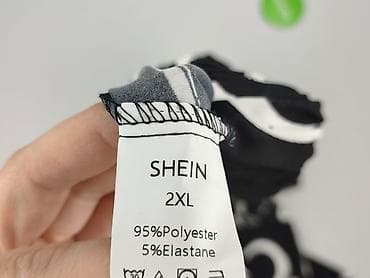 SHEIN
2XL
95%Polyester
5%Elastane